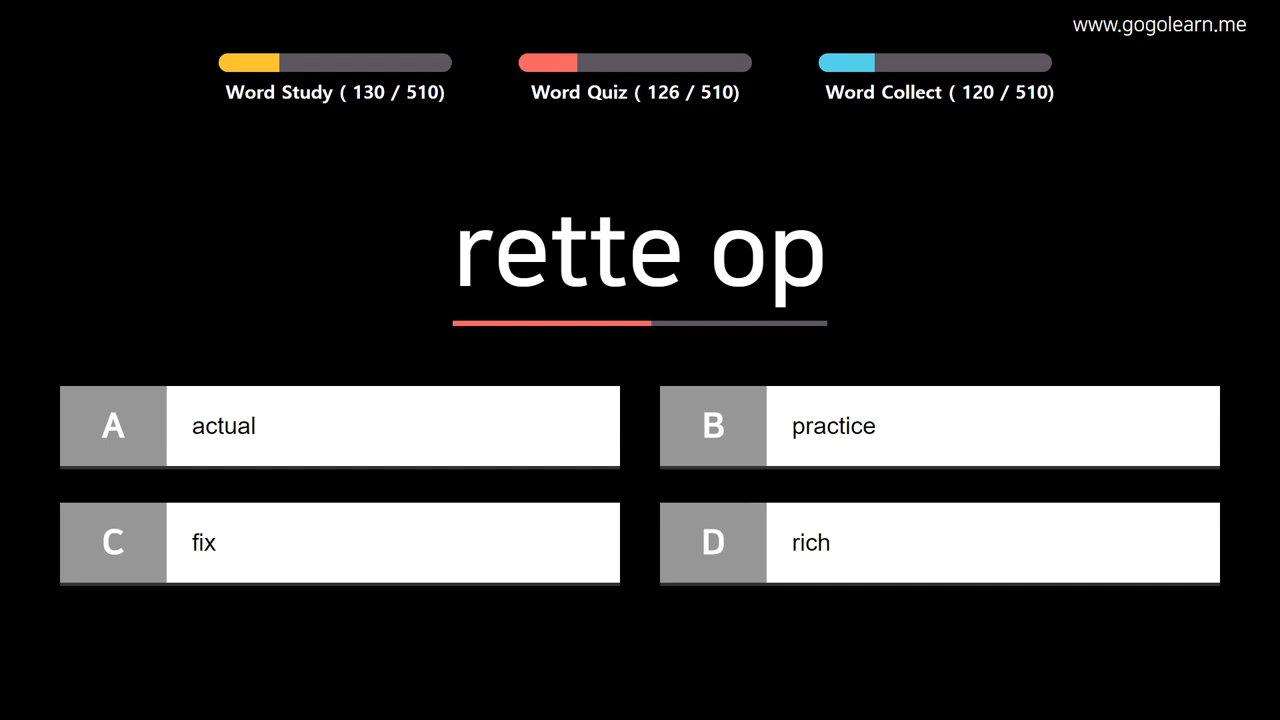 www.gogolearn.me
Word Study ( 130 / 510)
Word Quiz ( 126 / 510)
Word Collect ( 120 / 510)
rette op
A actual
B practice
C fix
D rich